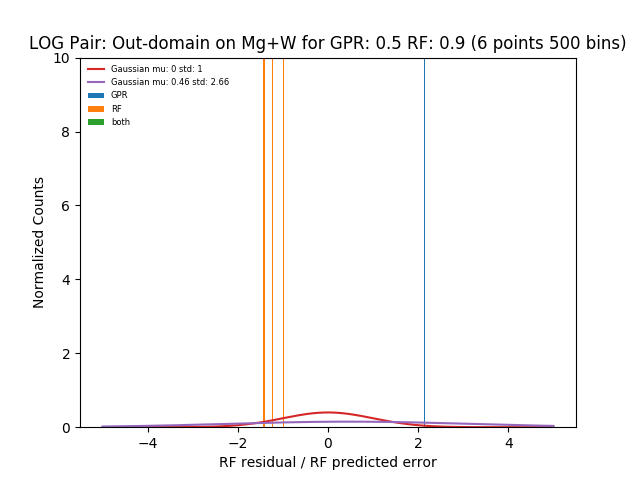 LOG Pair: Out-domain on Mg+W for GPR: 0.5 RF: 0.9 (6 points 500 bins)
Gaussian mu: 0 std: 1
Gaussian mu: 0.46 std: 2.66
GPR
RF
both
10
8
6
4
2
0
Normalized Counts
−4 −2 0 2 4
RF residual / RF predicted error